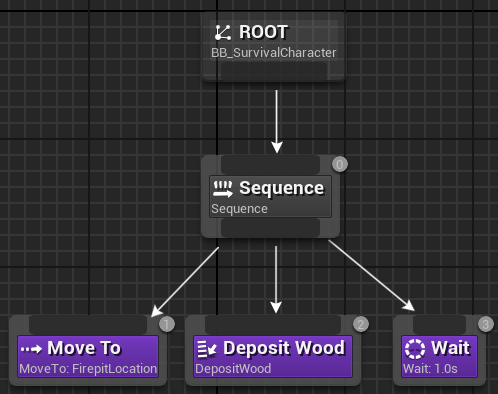 ROOT
BB_SurvivalCharacter
0
Sequence
Sequence
1
2
3
Move To
Deposit Wood
Wait
MoveTo: FirepitLocation
DepositWood
Wait: 1.0s